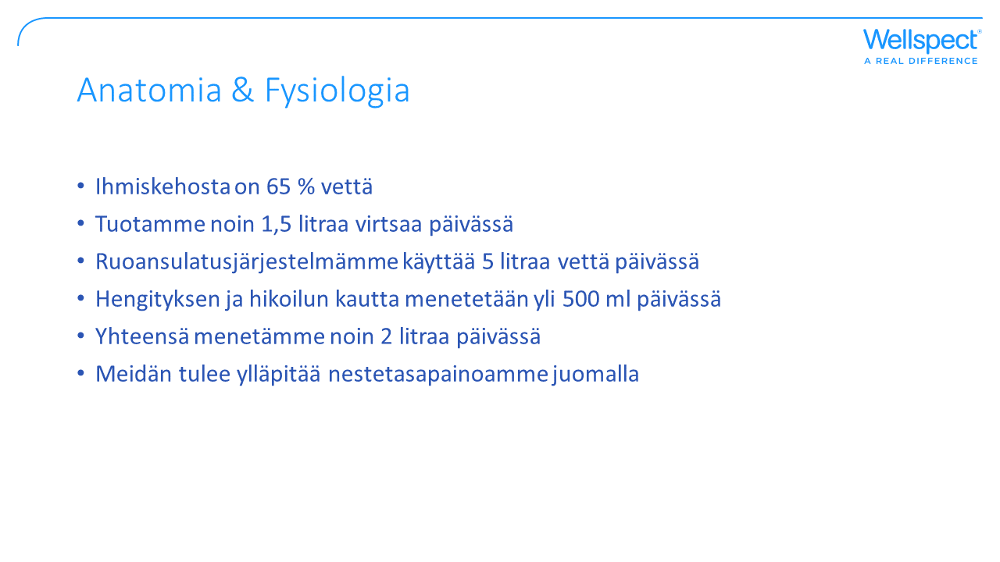 Wellspect®
A REAL DIFFERENCE
Anatomia & Fysiologia
• Ihmiskehosta on 65 % vettä
• Tuotamme noin 1,5 litraa virtsaa päivässä
• Ruoansulatusjärjestelmämme käyttää 5 litraa vettä päivässä
• Hengityksen ja hikoilun kautta menetetään yli 500 ml päivässä
• Yhteensä menetämme noin 2 litraa päivässä
• Meidän tulee ylläpitää nestetasapainoamme juomalla